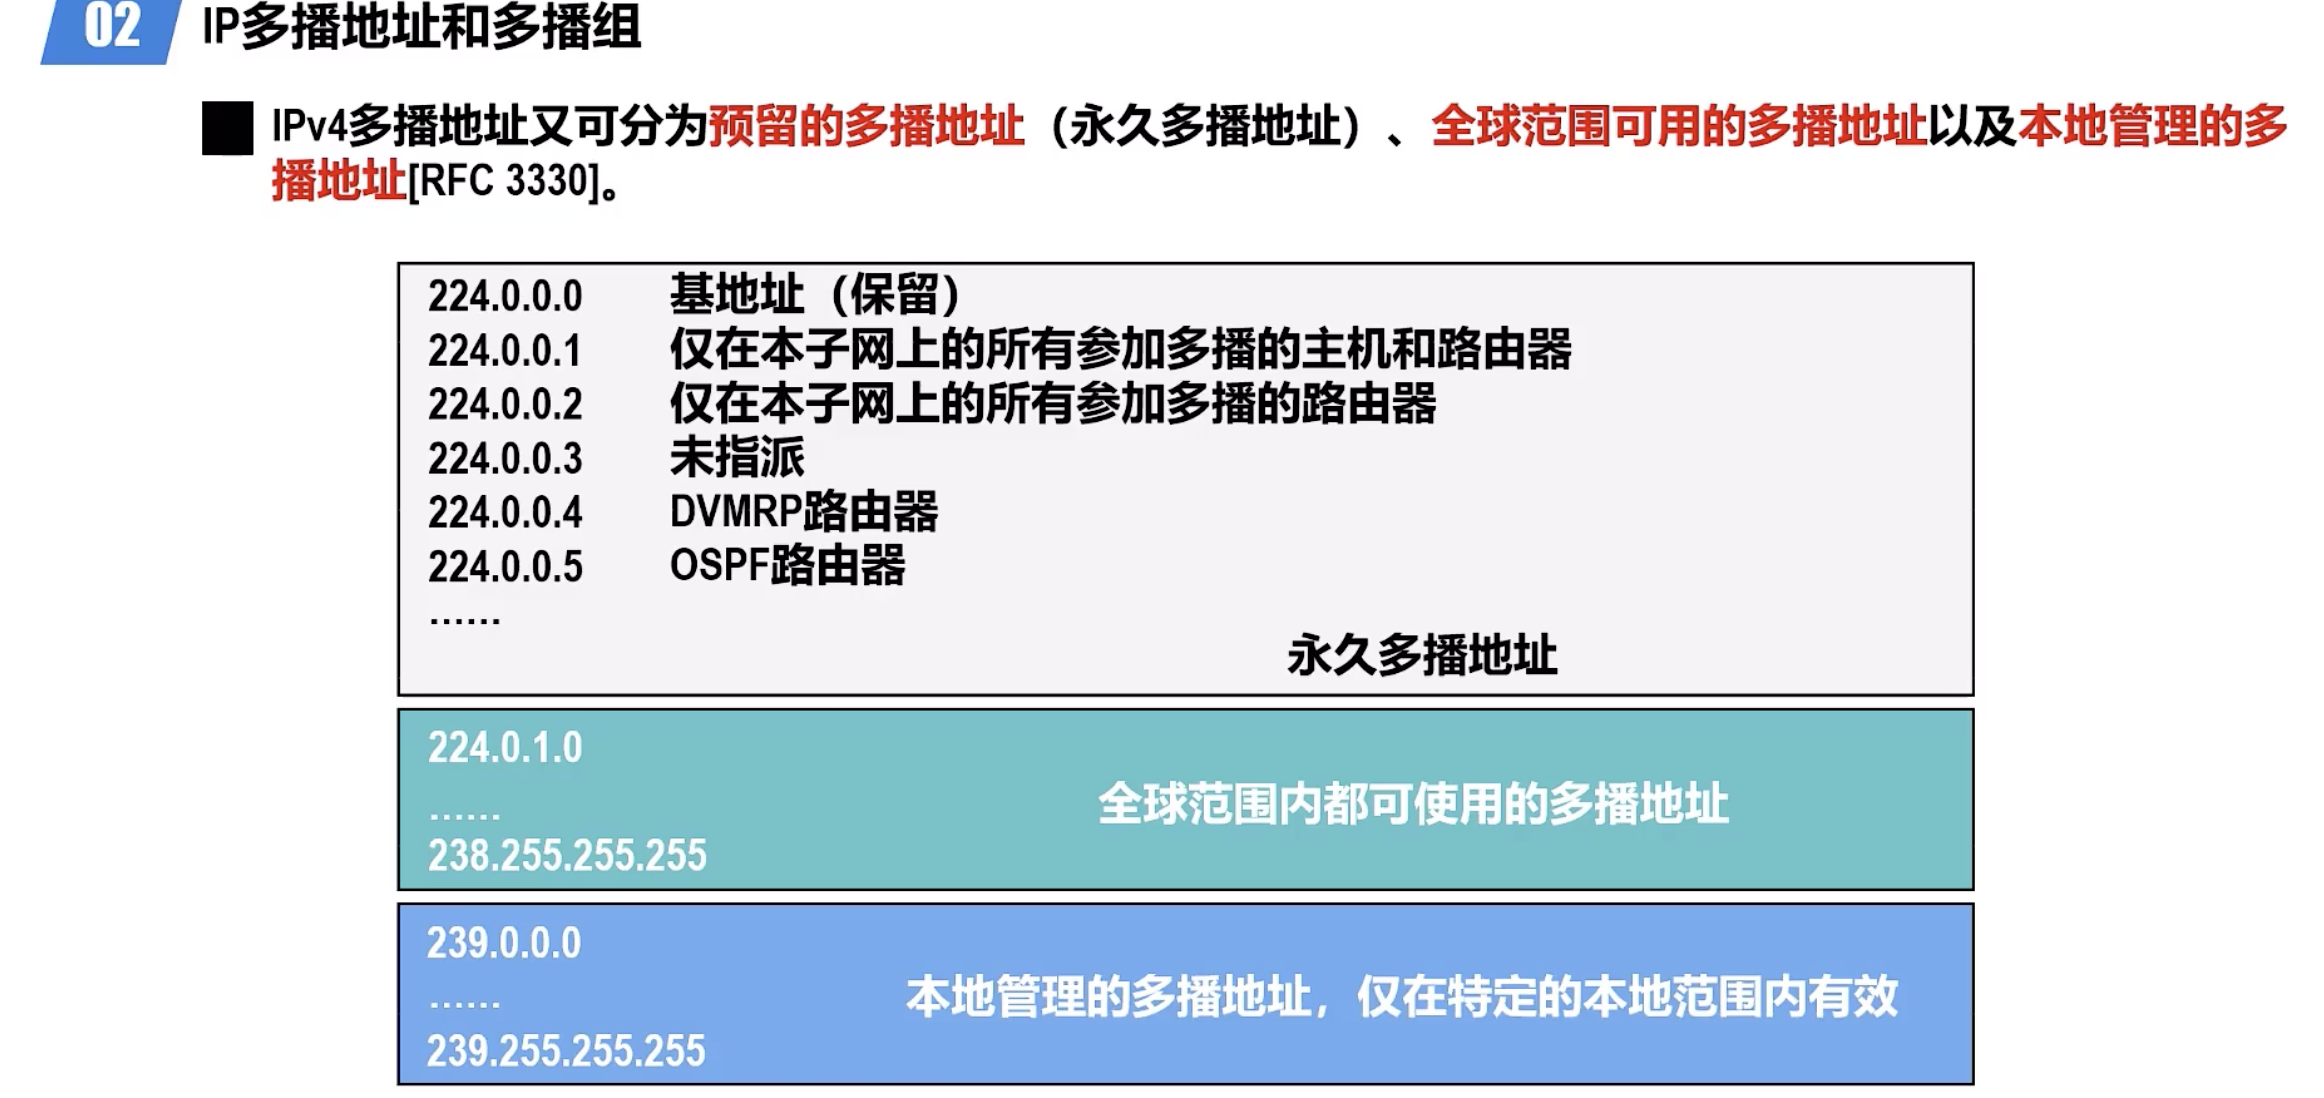 02 IP多播地址和多播组
IPv4多播地址又可分为预留的多播地址（永久多播地址）、全球范围可用的多播地址以及本地管理的多
播地址[RFC 3330]。
224.0.0.0 基地址（保留）
224.0.0.1 仅在本子网上的所有参加多播的主机和路由器
224.0.0.2 仅在本子网上的所有参加多播的路由器
224.0.0.3 未指派
224.0.0.4 DVMRP路由器
224.0.0.5 OSPF路由器
......
永久多播地址
224.0.1.0
......
全球范围内都可使用的多播地址
238.255.255.255
239.0.0.0
......
本地管理的多播地址，仅在特定的本地范围内有效
239.255.255.255